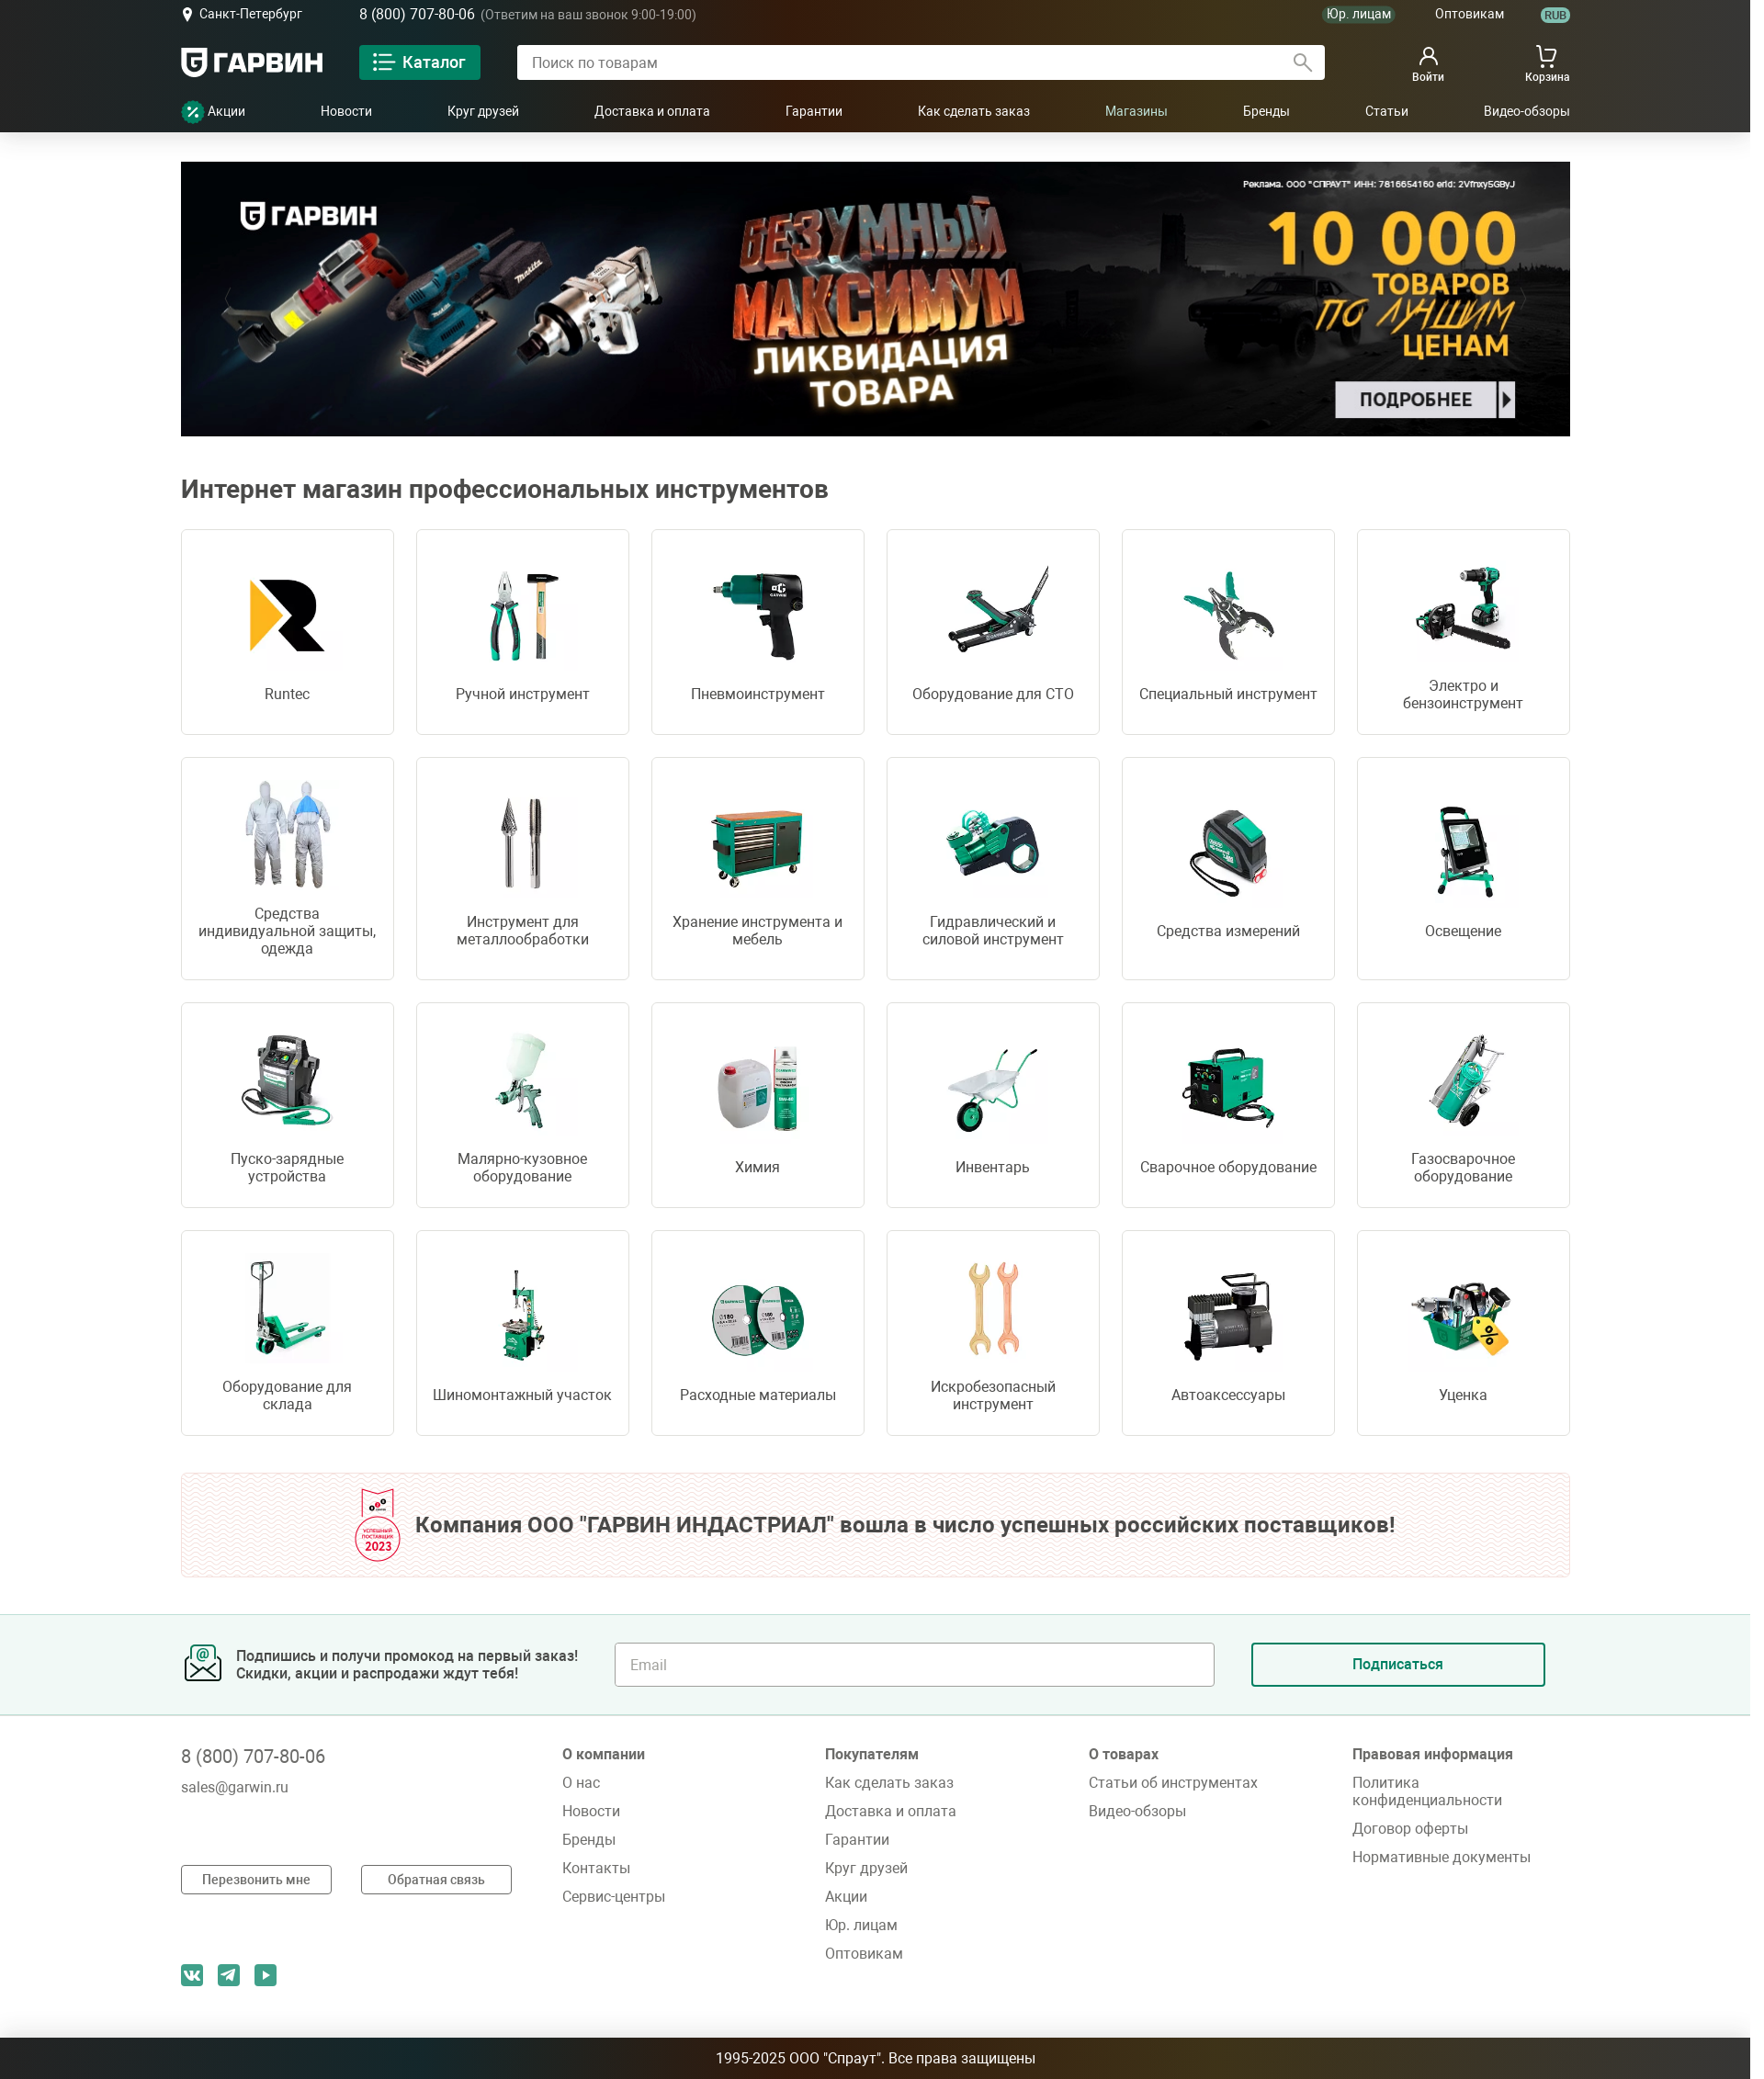 Санкт-Петербург
8 (800) 707-80-06 (Ответим на ваш звонок 9:00-19:00)
Юр. лицам
Оптовикам
RUB
ГАРВИН
Каталог
Поиск по товарам
Войти
Корзина
Акции
Новости
Круг друзей
Доставка и оплата
Гарантии
Как сделать заказ
Магазины
Бренды
Статьи
Видео-обзоры
Реклама. ООО "СПРАУТ" ИНН: 7816654160 erid: 2VfnxySGByJ
ГАРВИН
makita
БЕЗУМНЫЙ
МАКСИМУМ
ЛИКВИДАЦИЯ
ТОВАРА
10 000
ТОВАРОВ
ПО ЛУЧШИМ
ЦЕНАМ
ПОДРОБНЕЕ
Интернет магазин профессиональных инструментов
Runtec
Ручной инструмент
Пневмоинструмент
Оборудование для СТО
Специальный инструмент
Электро и
бензоинструмент
Средства
индивидуальной защиты,
одежда
Инструмент для
металлообработки
Хранение инструмента и
мебель
Гидравлический и
силовой инструмент
Средства измерений
Освещение
Пуско-зарядные
устройства
Малярно-кузовное
оборудование
Химия
Инвентарь
Сварочное оборудование
Газосварочное
оборудование
Оборудование для
склада
Шиномонтажный участок
Расходные материалы
Искробезопасный
инструмент
Автоаксессуары
Уценка
УСПЕШНЫЙ
ПОСТАВЩИК
2023
Компания ООО "ГАРВИН ИНДАСТРИАЛ" вошла в число успешных российских поставщиков!
Подпишись и получи промокод на первый заказ!
Скидки, акции и распродажи ждут тебя!
Email
Подписаться
8 (800) 707-80-06
sales@garwin.ru
Перезвонить мне
Обратная связь
О компании
О нас
Новости
Бренды
Контакты
Сервис-центры
Покупателям
Как сделать заказ
Доставка и оплата
Гарантии
Круг друзей
Акции
Юр. лицам
Оптовикам
О товарах
Статьи об инструментах
Видео-обзоры
Правовая информация
Политика
конфиденциальности
Договор оферты
Нормативные документы
1995-2025 ООО "Спраут". Все права защищены